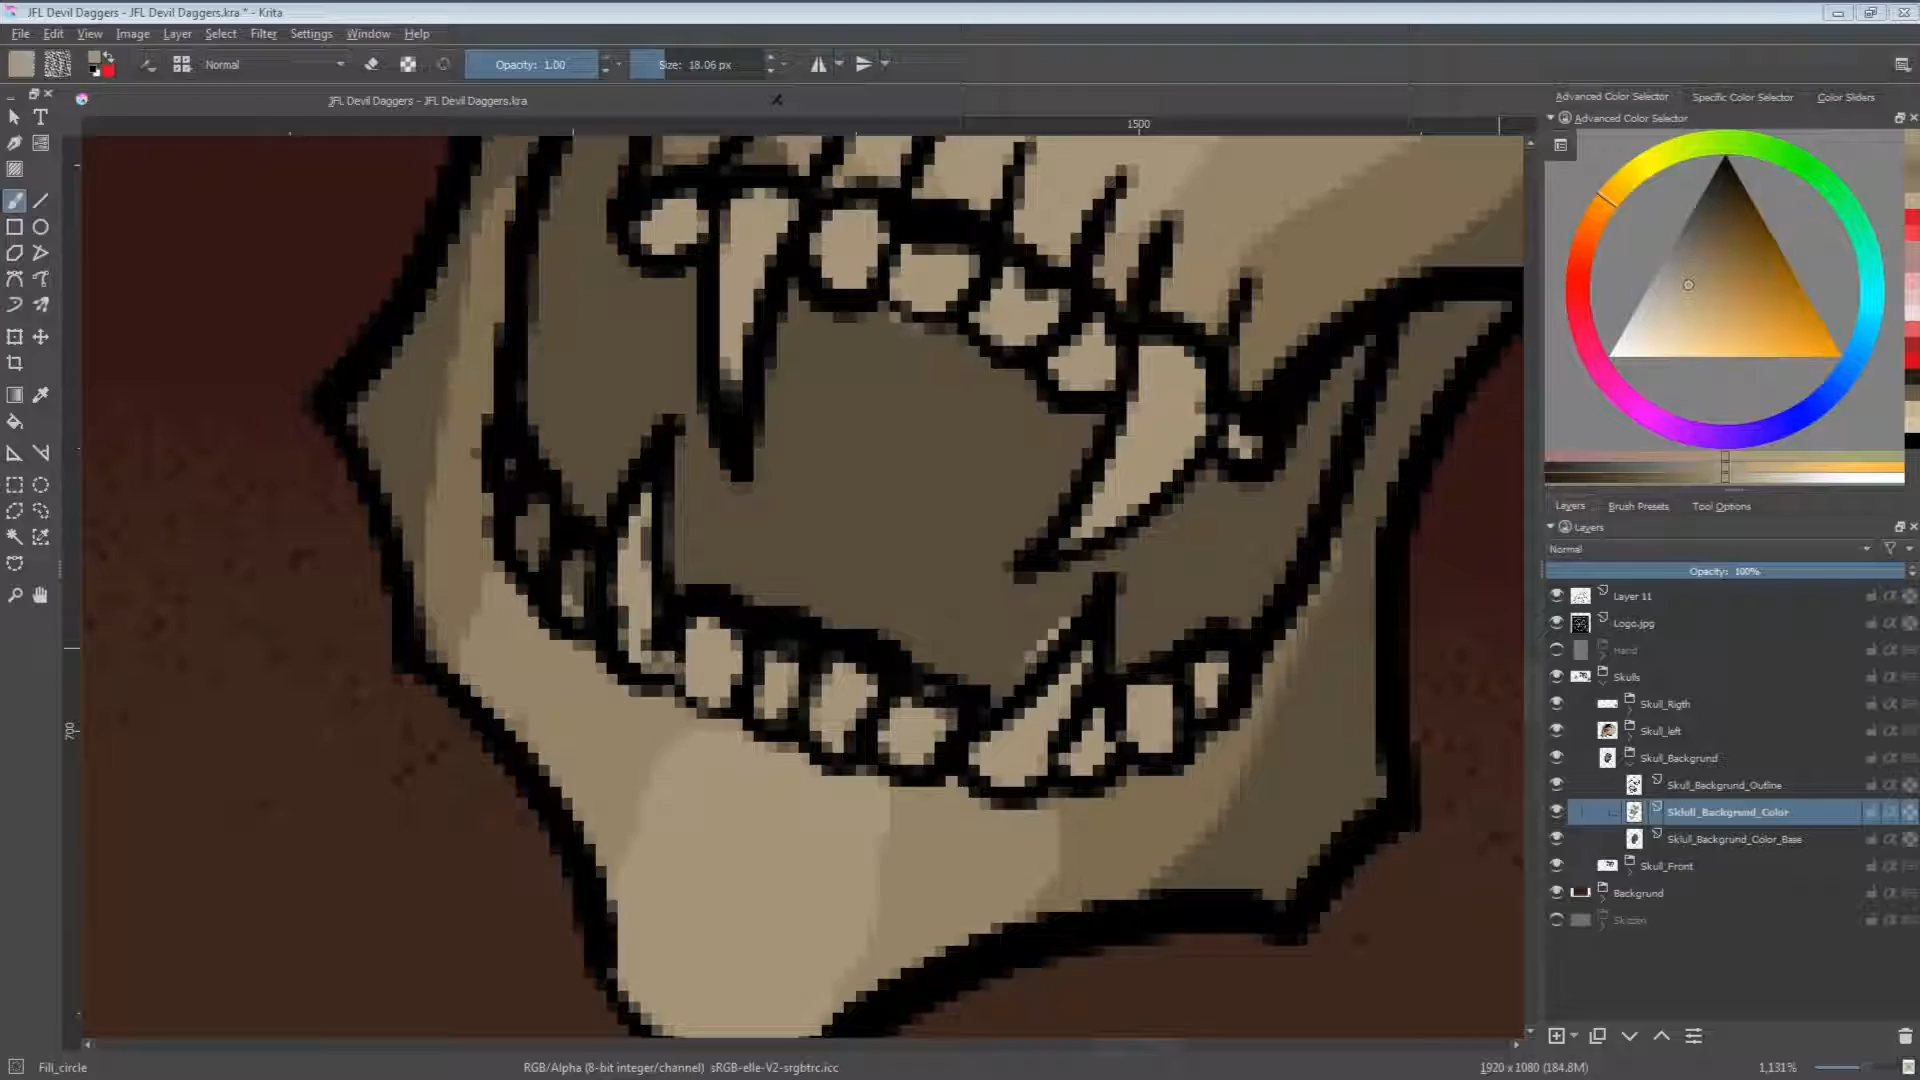 JFL Devil Daggers - JFL Devil Daggers.kra * - Krita
File Edit View Image Layer Select Filter Settings Window Help
Normal
Opacity: 1.00
Size: 18.06 px
JFL Devil Daggers - JFL Devil Daggers.kra
Advanced Color Selector Specific Color Selector Color Sliders
Advanced Color Selector
1500
700
Layers Brush Presets Tool Options
Layers
Normal
Opacity: 100%
Layer 11
Logo.jpg
Hand
Skulls
Skull_Rigth
Skull_left
Skull_Backgrund
Skull_Backgrund_Outline
Sklull_Backgrund_Color
Sklull_Backgrund_Color_Base
Skull_Front
Backgrund
Skizzen
Fill_circle
RGB/Alpha (8-bit integer/channel) sRGB-elle-V2-srgbtrc.icc
1920 x 1080 (184.8M)
1,131%